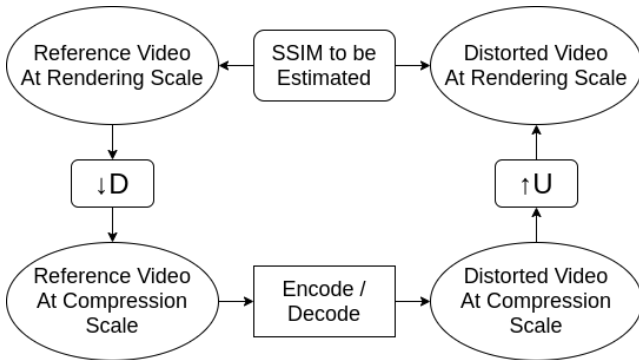 Reference Video
At Rendering Scale
SSIM to be
Estimated
Distorted Video
At Rendering Scale
↓D
↑U
Reference Video
At Compression
Scale
Encode /
Decode
Distorted Video
At Compression
Scale